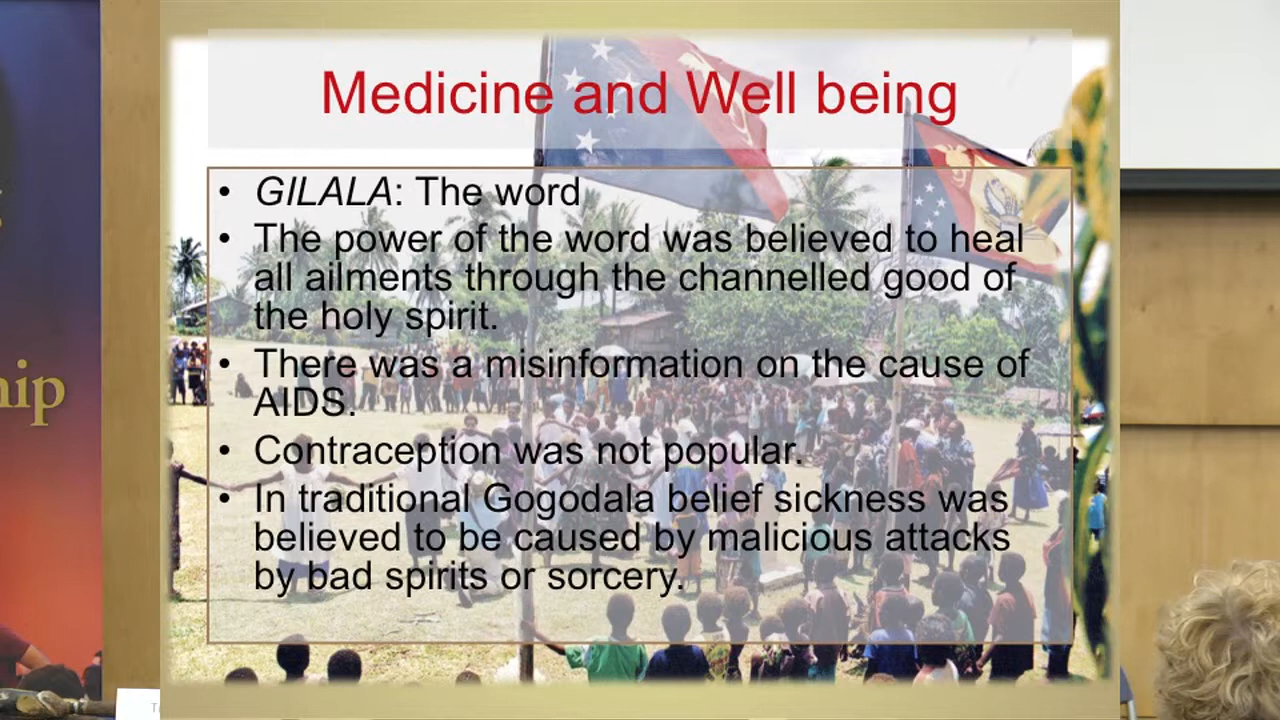 Medicine and Well being
• GILALA: The word
• The power of the word was believed to heal
all ailments through the channelled good of
the holy spirit.
• There was a misinformation on the cause of
AIDS.
• Contraception was not popular.
• In traditional Gogodala belief sickness was
believed to be caused by malicious attacks
by bad spirits or sorcery.
hip